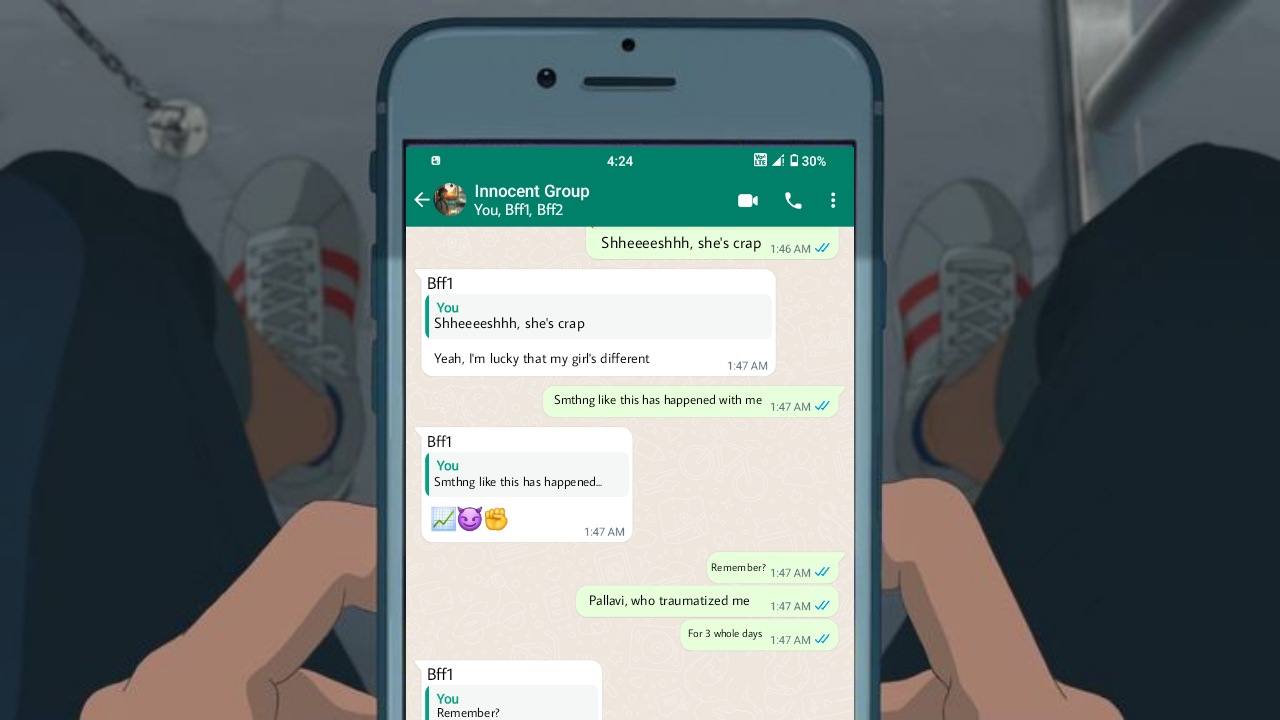 4:24
30%
Innocent Group
You, Bff1, Bff2
Shheeeeshhh, she's crap 1:46 AM
Bff1
You
Shheeeeshhh, she's crap
Yeah, I'm lucky that my girl's different
1:47 AM
Smthng like this has happened with me 1:47 AM
Bff1
You
Smthng like this has happened...
📈😈✊
1:47 AM
Remember? 1:47 AM
Pallavi, who traumatized me 1:47 AM
For 3 whole days 1:47 AM
Bff1
You
Remember?